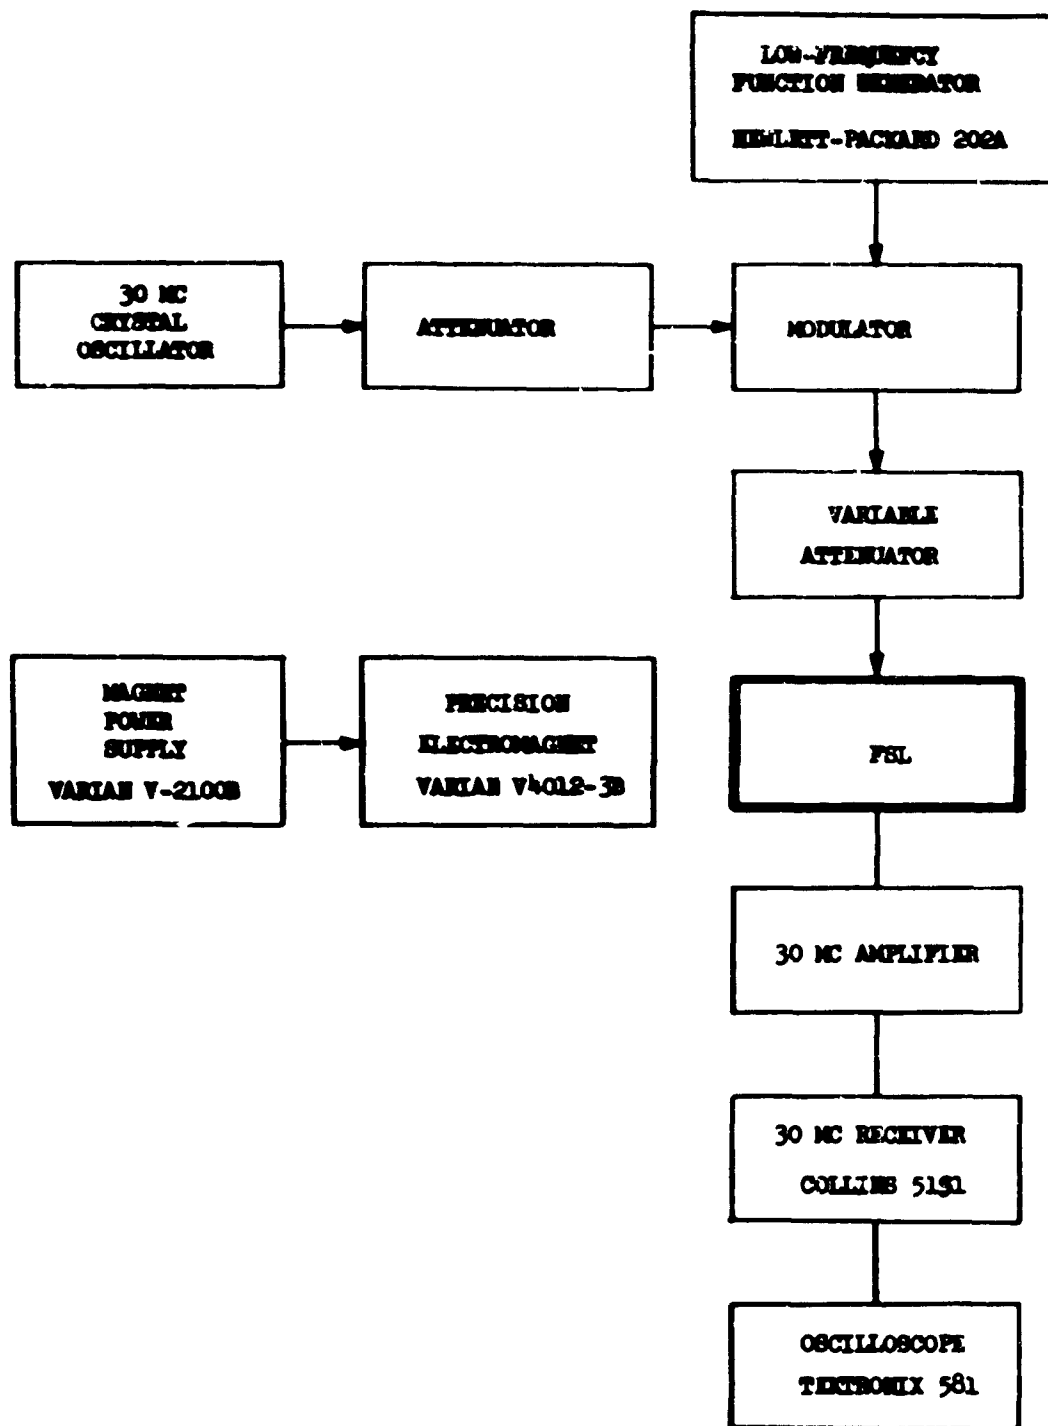 LOW-FREQUENCY
FUNCTION GENERATOR
HEWLETT-PACKARD 202A
30 MC
CRYSTAL
OSCILLATOR
ATTENUATOR
MODULATOR
VARIABLE
ATTENUATOR
MAGNET
POWER
SUPPLY
VARIAN V-2100B
PRECISION
ELECTROMAGNET
VARIAN V4012-3B
FSL
30 MC AMPLIFIER
30 MC RECEIVER
COLLINS
OSCILLOSCOPE
TEKTRONIX 581